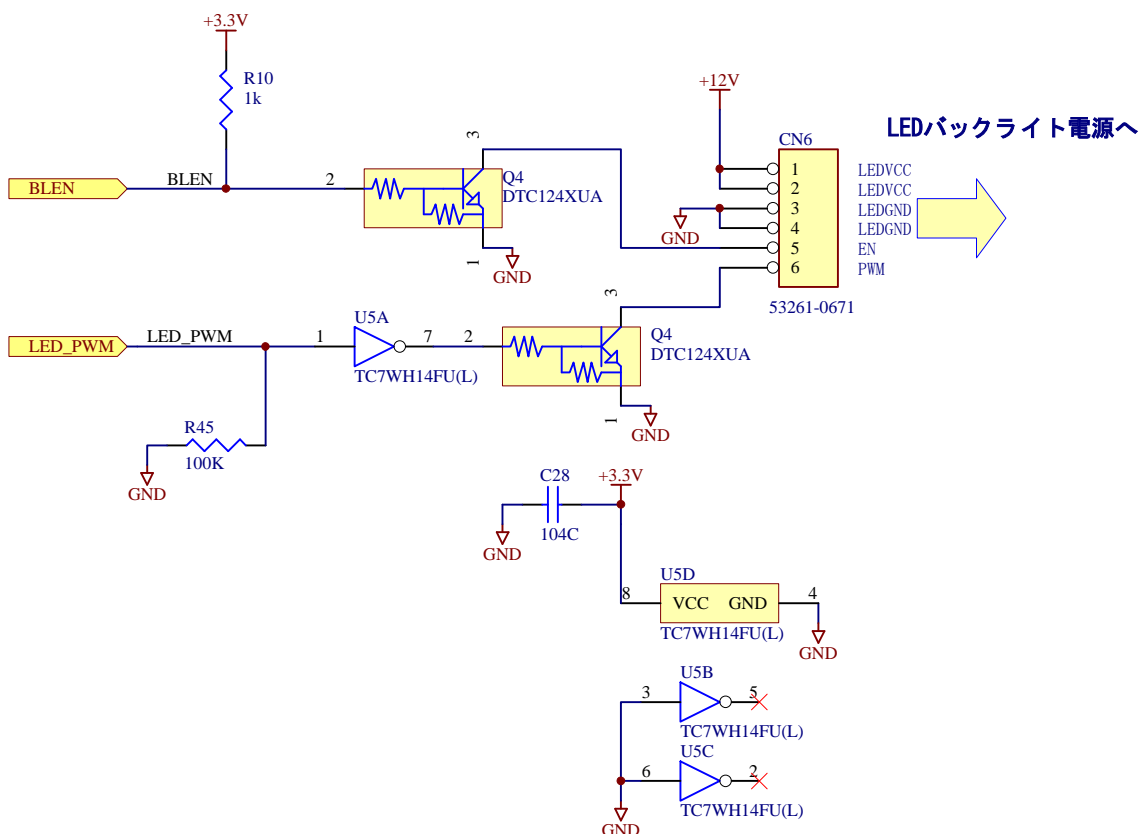 +3.3V
R10
1k
BLEN
BLEN
2
3
Q4
DTC124XUA
1
GND
+12V
LEDバックライト電源へ
CN6
1
LEDVCC
2
LEDVCC
3
LEDGND
4
LEDGND
5
EN
6
PWM
GND
53261-0671
LED_PWM
LED_PWM
1
U5A
7
TC7WH14FU(L)
2
3
Q4
DTC124XUA
1
GND
R45
100K
GND
C28
104C
GND
+3.3V
U5D
8
VCC
GND
4
TC7WH14FU(L)
GND
U5B
3
5
TC7WH14FU(L)
U5C
6
2
TC7WH14FU(L)
GND